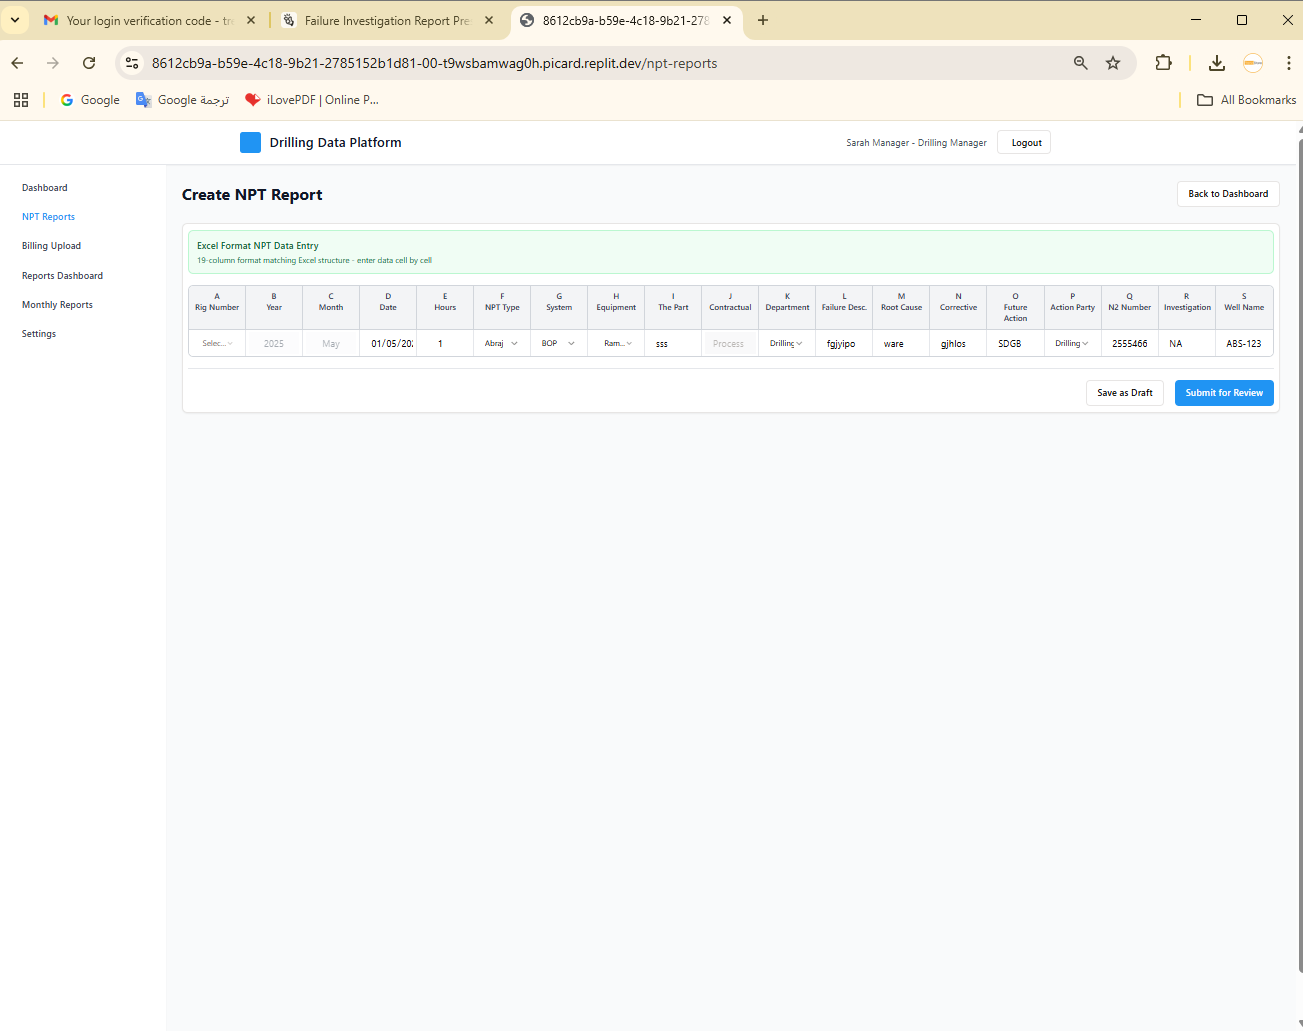 Your login verification code - tre
Failure Investigation Report Pre
8612cb9a-b59e-4c18-9b21-278
8612cb9a-b59e-4c18-9b21-2785152b1d81-00-t9wsbamwag0h.picard.replit.dev/npt-reports
Google
Google ترجمة
iLovePDF | Online P...
All Bookmarks
Drilling Data Platform
Sarah Manager - Drilling Manager
Logout
Dashboard
NPT Reports
Billing Upload
Reports Dashboard
Monthly Reports
Settings
Create NPT Report
Back to Dashboard
Excel Format NPT Data Entry
19-column format matching Excel structure - enter data cell by cell
A B C D E F G H I J K L M N O P Q R S
Rig Number Year Month Date Hours NPT Type System Equipment The Part Contractual Department Failure Desc. Root Cause Corrective Future Action Action Party N2 Number Investigation Well Name
Selec... 2025 May 01/05/202 1 Abraj BOP Ram... sss Process Drilling fgjyipo ware gjhlos SDGB Drilling 2555466 NA ABS-123
Save as Draft
Submit for Review